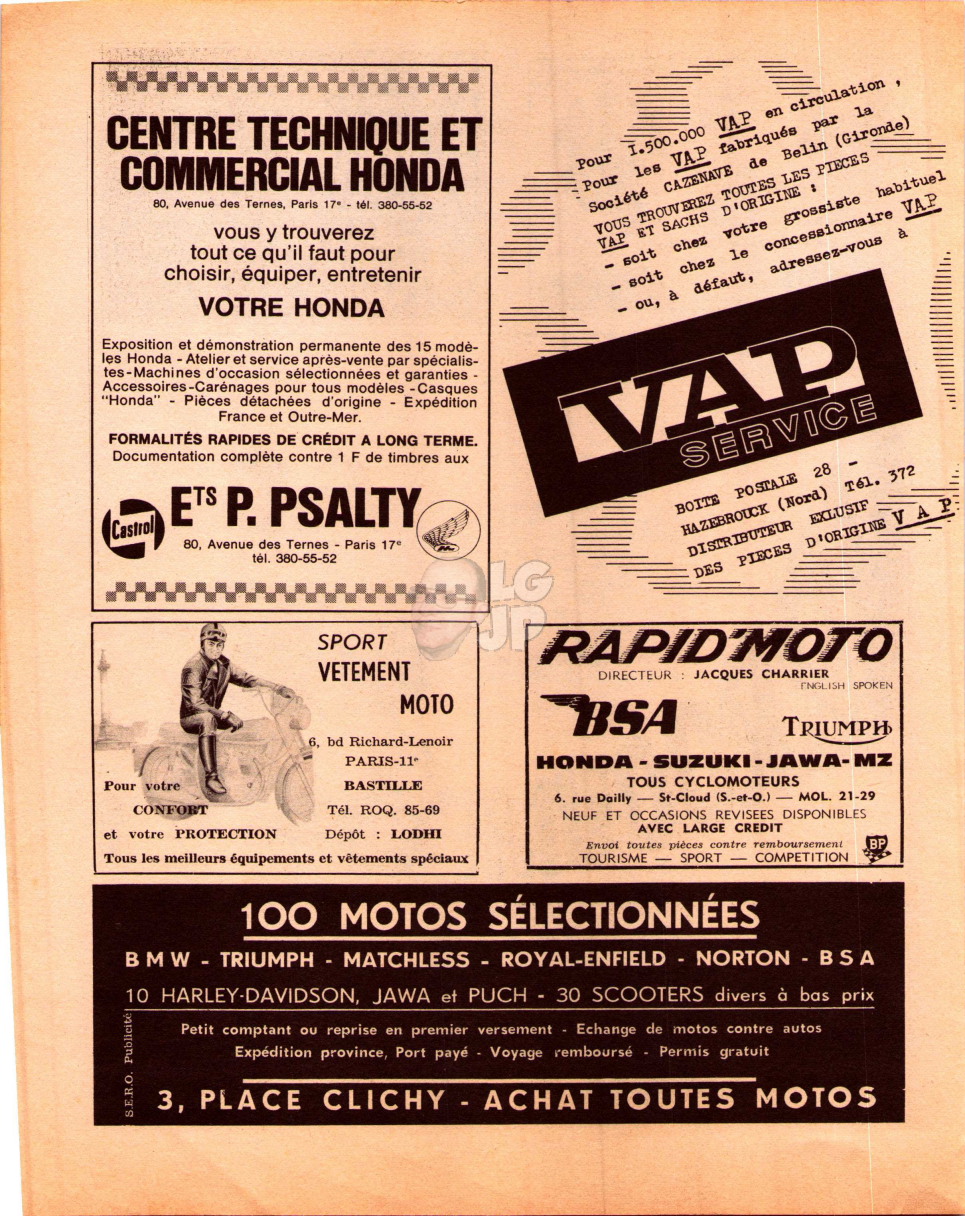 CENTRE TECHNIQUE ET
COMMERCIAL HONDA
80, Avenue des Ternes, Paris 17e - tél. 380-55-52
vous y trouverez
tout ce qu'il faut pour
choisir, équiper, entretenir
VOTRE HONDA
Exposition et démonstration permanente des 15 modè-
les Honda - Atelier et service après-vente par spécialis-
tes - Machines d'occasion sélectionnées et garanties -
Accessoires - Carénages pour tous modèles - Casques
"Honda" - Pièces détachées d'origine - Expédition
France et Outre-Mer.
FORMALITÉS RAPIDES DE CRÉDIT A LONG TERME.
Documentation complète contre 1 F de timbres aux
Castrol
ETS P. PSALTY
80, Avenue des Ternes - Paris 17e
tél. 380-55-52
Pour 1.500.000 VAP en circulation ,
Pour les VAP fabriqués par la
Société CAZENAVE de Belin (Gironde)
VOUS TROUVEREZ TOUTES LES PIECES
VAP ET SACHS D'ORIGINE :
- soit chez votre grossiste habituel
- soit chez le concessionnaire VAP
- ou, à défaut, adressez-vous à
VAP
SERVICE
BOITE POSTALE 28 -
HAZEBROUCK (Nord) Tél. 372
DISTRIBUTEUR EXLUSIF
DES PIECES D'ORIGINE V A P
LG
JP
SPORT
VETEMENT
MOTO
6, bd Richard-Lenoir
PARIS-11e
BASTILLE
Tél. ROQ. 85-69
Dépôt : LODHI
Pour votre
CONFORT
et votre PROTECTION
Tous les meilleurs équipements et vêtements spéciaux
RAPID'MOTO
DIRECTEUR : JACQUES CHARRIER
ENGLISH SPOKEN
BSA
TRIUMPH
HONDA - SUZUKI - JAWA - MZ
TOUS CYCLOMOTEURS
6. rue Dailly — St-Cloud (S.-et-O.) — MOL. 21-29
NEUF ET OCCASIONS REVISEES DISPONIBLES
AVEC LARGE CREDIT
Envoi toutes pièces contre remboursement
TOURISME — SPORT — COMPETITION
BP
100 MOTOS SÉLECTIONNÉES
BMW - TRIUMPH - MATCHLESS - ROYAL-ENFIELD - NORTON - BSA
10 HARLEY-DAVIDSON, JAWA et PUCH - 30 SCOOTERS divers à bas prix
Petit comptant ou reprise en premier versement - Echange de motos contre autos
Expédition province, Port payé - Voyage remboursé - Permis gratuit
3, PLACE CLICHY - ACHAT TOUTES MOTOS
S.E.R.O. Publicité